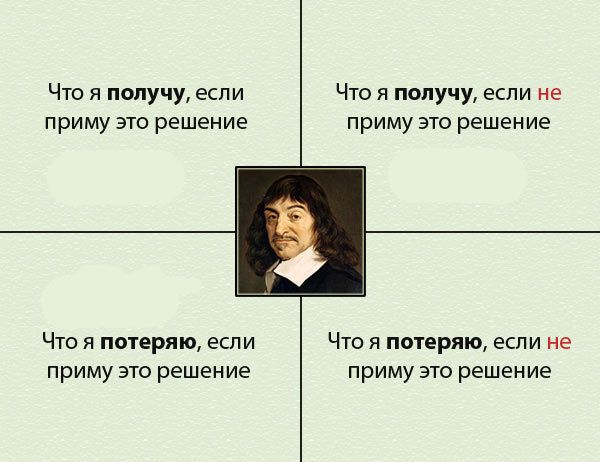 Что я получу, если
приму это решение
Что я получу, если не
приму это решение
Что я потеряю, если
приму это решение
Что я потеряю, если не
приму это решение